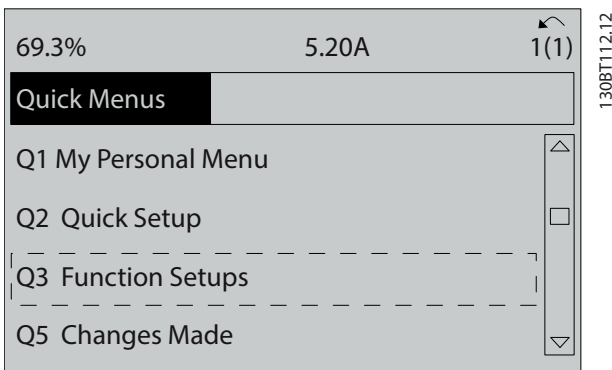 69.3% 5.20A 1(1)
Quick Menus
Q1 My Personal Menu
Q2 Quick Setup
Q3 Function Setups
Q5 Changes Made
130BT112.12